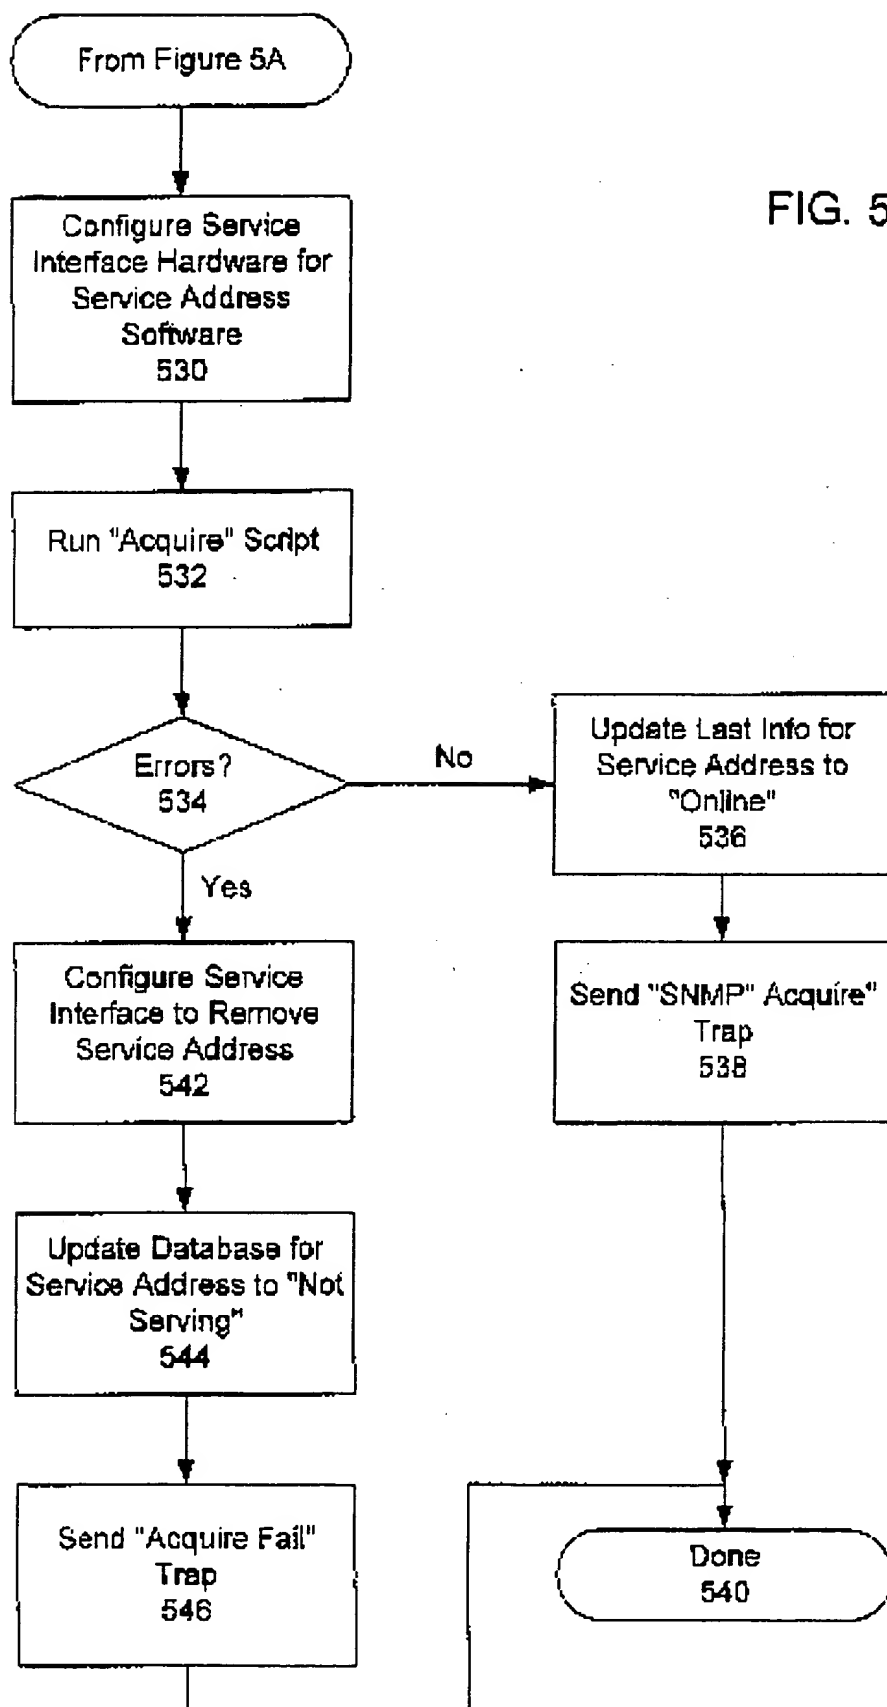 From Figure 5A
FIG. 5
Configure Service
Interface Hardware for
Service Address
Software
530
Run "Acquire" Script
532
Errors?
534
No
Yes
Update Last Info for
Service Address to
"Online"
536
Send "SNMP" Acquire"
Trap
538
Configure Service
Interface to Remove
Service Address
542
Update Database for
Service Address to "Not
Serving"
544
Send "Acquire Fail"
Trap
546
Done
540